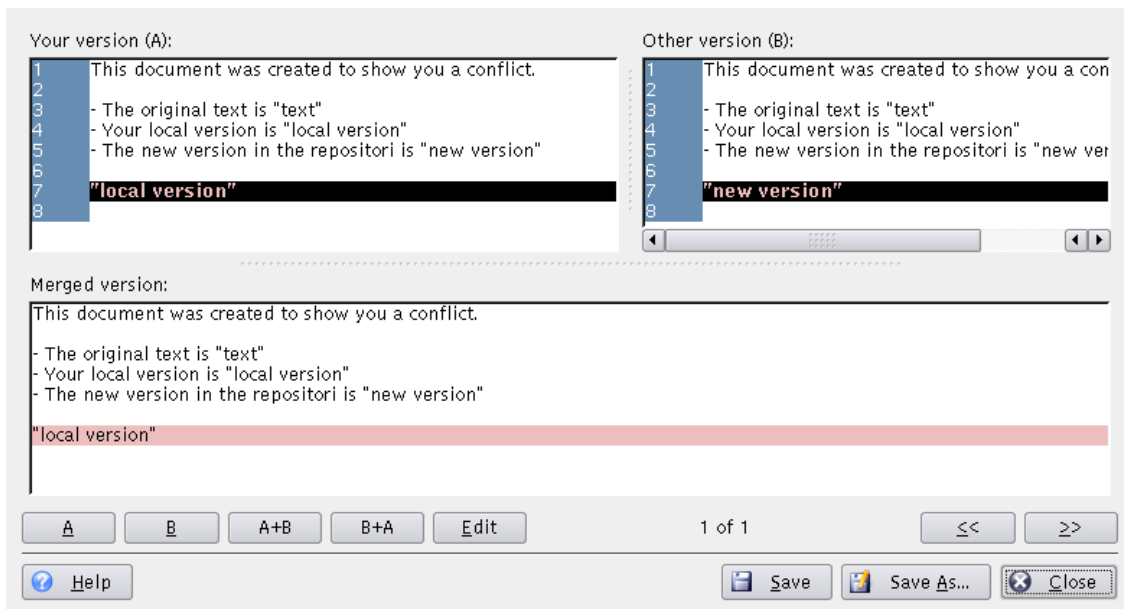 Your version (A):
1 This document was created to show you a conflict.
2
3 - The original text is "text"
4 - Your local version is "local version"
5 - The new version in the repositori is "new version"
6
7 "local version"
8
Other version (B):
1 This document was created to show you a con
2
3 - The original text is "text"
4 - Your local version is "local version"
5 - The new version in the repositori is "new ver
6
7 "new version"
8
Merged version:
This document was created to show you a conflict.
- The original text is "text"
- Your local version is "local version"
- The new version in the repositori is "new version"
"local version"
A B A+B B+A Edit 1 of 1 << >>
Help Save Save As... Close